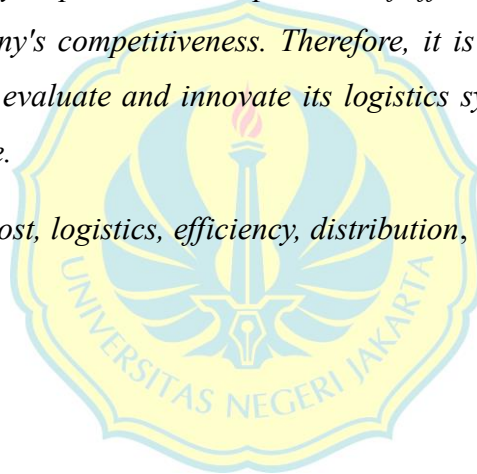 ny's competitiveness. Therefore, it is
evaluate and innovate its logistics sy
e.
ost, logistics, efficiency, distribution,
UNIVERSITAS NEGERI JAKARTA